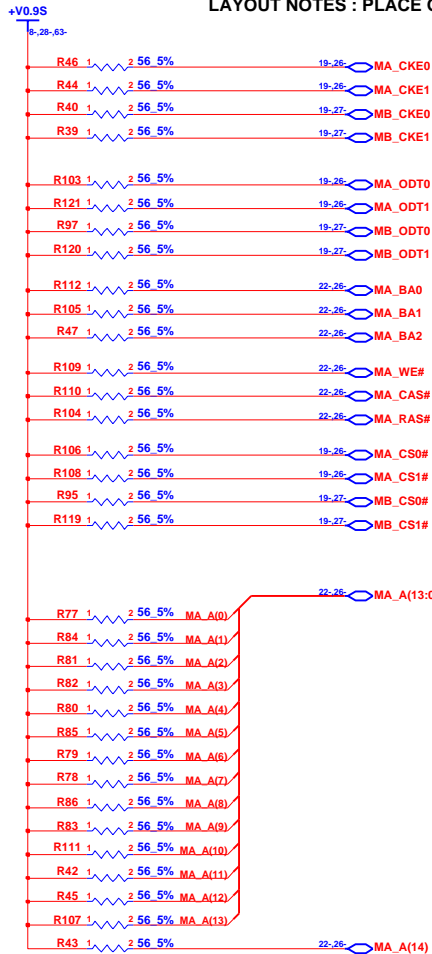 LAYOUT NOTES : PLACE
+V0.9S
8-,28-,63-
R46 1 2 56_5% 19-,26- MA_CKE0
R44 1 2 56_5% 19-,26- MA_CKE1
R40 1 2 56_5% 19-,27- MB_CKE0
R39 1 2 56_5% 19-,27- MB_CKE1
R103 1 2 56_5% 19-,26- MA_ODT0
R121 1 2 56_5% 19-,26- MA_ODT1
R97 1 2 56_5% 19-,27- MB_ODT0
R120 1 2 56_5% 19-,27- MB_ODT1
R112 1 2 56_5% 22-,26- MA_BA0
R105 1 2 56_5% 22-,26- MA_BA1
R47 1 2 56_5% 22-,26- MA_BA2
R109 1 2 56_5% 22-,26- MA_WE#
R110 1 2 56_5% 22-,26- MA_CAS#
R104 1 2 56_5% 22-,26- MA_RAS#
R106 1 2 56_5% 19-,26- MA_CS0#
R108 1 2 56_5% 19-,26- MA_CS1#
R95 1 2 56_5% 19-,27- MB_CS0#
R119 1 2 56_5% 19-,27- MB_CS1#
22-,26- MA_A(13:0
R77 1 2 56_5% MA_A(0)
R84 1 2 56_5% MA_A(1)
R81 1 2 56_5% MA_A(2)
R82 1 2 56_5% MA_A(3)
R80 1 2 56_5% MA_A(4)
R85 1 2 56_5% MA_A(5)
R79 1 2 56_5% MA_A(6)
R78 1 2 56_5% MA_A(7)
R86 1 2 56_5% MA_A(8)
R83 1 2 56_5% MA_A(9)
R111 1 2 56_5% MA_A(10)
R42 1 2 56_5% MA_A(11)
R45 1 2 56_5% MA_A(12)
R107 1 2 56_5% MA_A(13)
R43 1 2 56_5% 22-,26- MA_A(14)